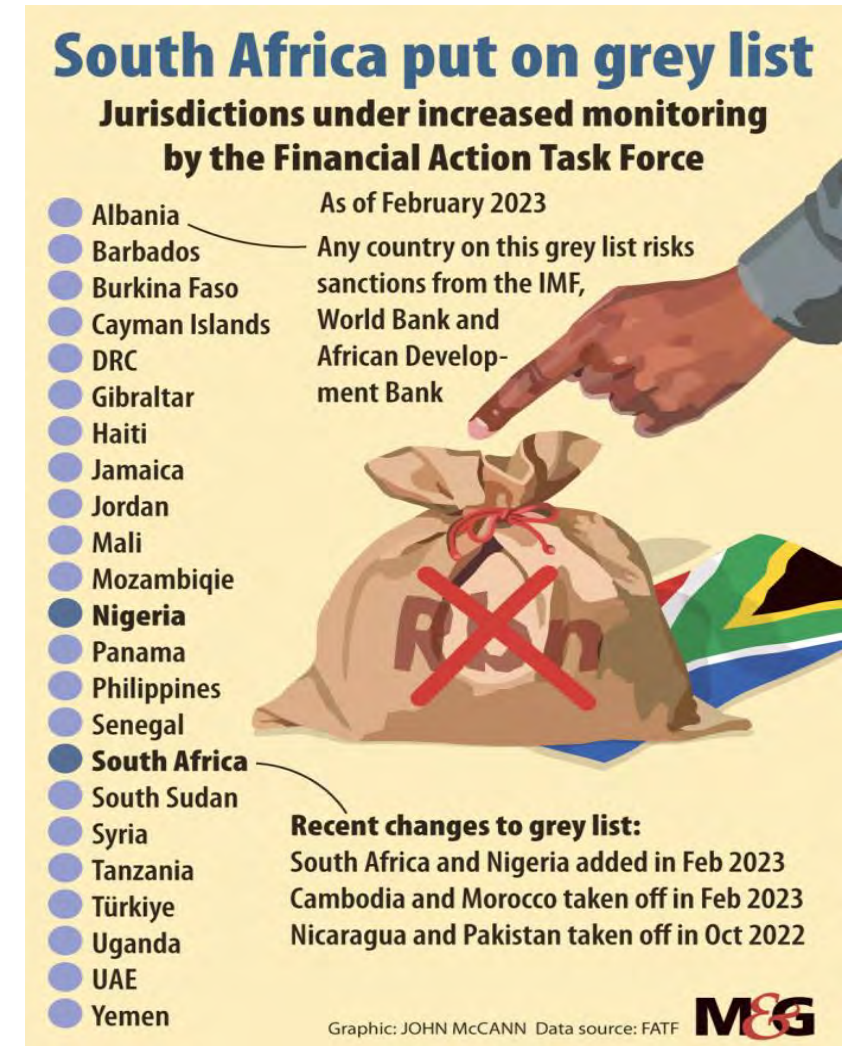 South Africa put on grey list
Jurisdictions under increased monitoring
by the Financial Action Task Force
As of February 2023
Any country on this grey list risks
sanctions from the IMF,
World Bank and
African Develop-
ment Bank
Albania
Barbados
Burkina Faso
Cayman Islands
DRC
Gibraltar
Haiti
Jamaica
Jordan
Mali
Mozambiqie
Nigeria
Panama
Philippines
Senegal
South Africa
South Sudan
Syria
Tanzania
Türkiye
Uganda
UAE
Yemen
Rbn
Recent changes to grey list:
South Africa and Nigeria added in Feb 2023
Cambodia and Morocco taken off in Feb 2023
Nicaragua and Pakistan taken off in Oct 2022
Graphic: JOHN McCANN Data source: FATF
M&G